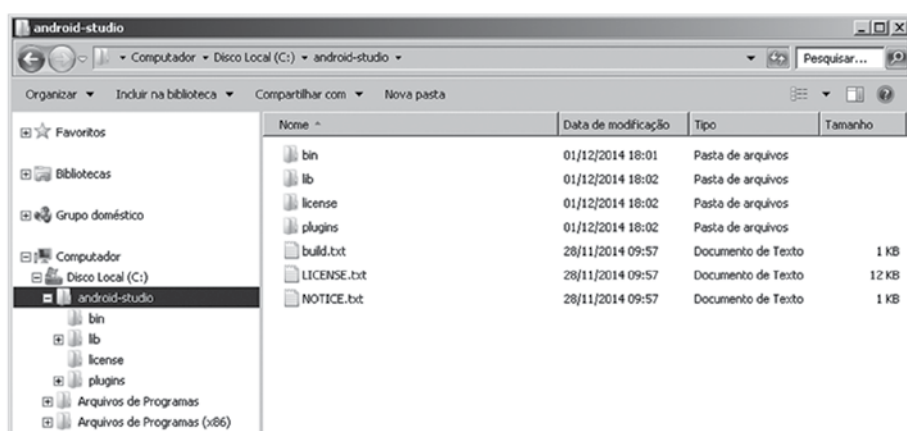 android-studio
Computador Disco Local (C:) android-studio
Pesquisar...
Organizar Incluir na biblioteca Compartilhar com Nova pasta
Favoritos
Bibliotecas
Grupo doméstico
Computador
Disco Local (C:)
android-studio
bin
lib
license
plugins
Arquivos de Programas
Arquivos de Programas (x86)
Nome Data de modificação Tipo Tamanho
bin 01/12/2014 18:01 Pasta de arquivos
lib 01/12/2014 18:02 Pasta de arquivos
license 01/12/2014 18:02 Pasta de arquivos
plugins 01/12/2014 18:02 Pasta de arquivos
build.txt 28/11/2014 09:57 Documento de Texto 1 KB
LICENSE.txt 28/11/2014 09:57 Documento de Texto 12 KB
NOTICE.txt 28/11/2014 09:57 Documento de Texto 1 KB